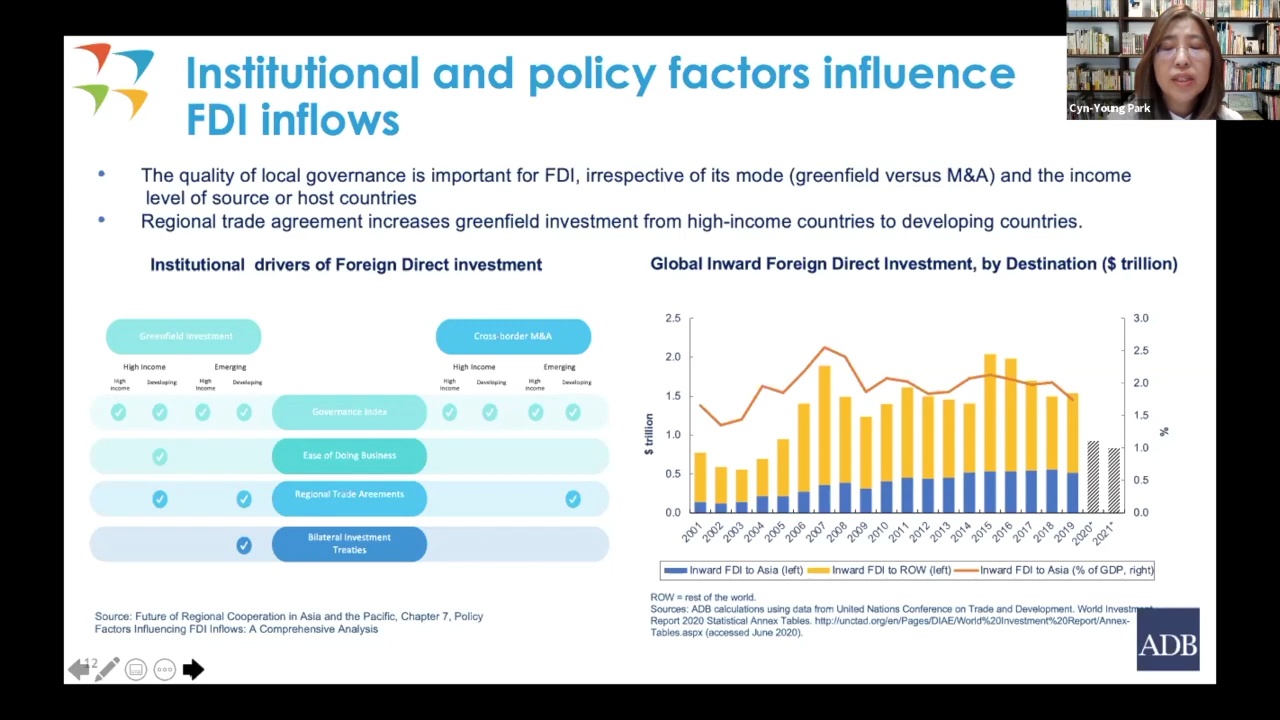 Institutional and policy factors influence
FDI inflows
Cyn-Young Park
• The quality of local governance is important for FDI, irrespective of its mode (greenfield versus M&A) and the income
level of source or host countries
• Regional trade agreement increases greenfield investment from high-income countries to developing countries.
Institutional drivers of Foreign Direct investment
Greenfield Investment
Cross-border M&A
High Income Emerging
High Income Emerging
High Income Developing High Income Developing
High Income Developing High Income Developing
Governance Index
Ease of Doing Business
Regional Trade Areements
Bilateral Investment
Treaties
Source: Future of Regional Cooperation in Asia and the Pacific, Chapter 7, Policy
Factors Influencing FDI Inflows: A Comprehensive Analysis
Global Inward Foreign Direct Investment, by Destination ($ trillion)
2.5
2.0
1.5
1.0
0.5
0.0
$ trillion
3.0
2.5
2.0
1.5
1.0
0.5
0.0
%
2001 2002 2003 2004 2005 2006 2007 2008 2009 2010 2011 2012 2013 2014 2015 2016 2017 2018 2019 2020* 2021*
Inward FDI to Asia (left) Inward FDI to ROW (left) Inward FDI to Asia (% of GDP, right)
ROW = rest of the world.
Sources: ADB calculations using data from United Nations Conference on Trade and Development. World Investment
Report 2020 Statistical Annex Tables. http://unctad.org/en/Pages/DIAE/World%20Investment%20Report/Annex-
Tables.aspx (accessed June 2020).
ADB
12